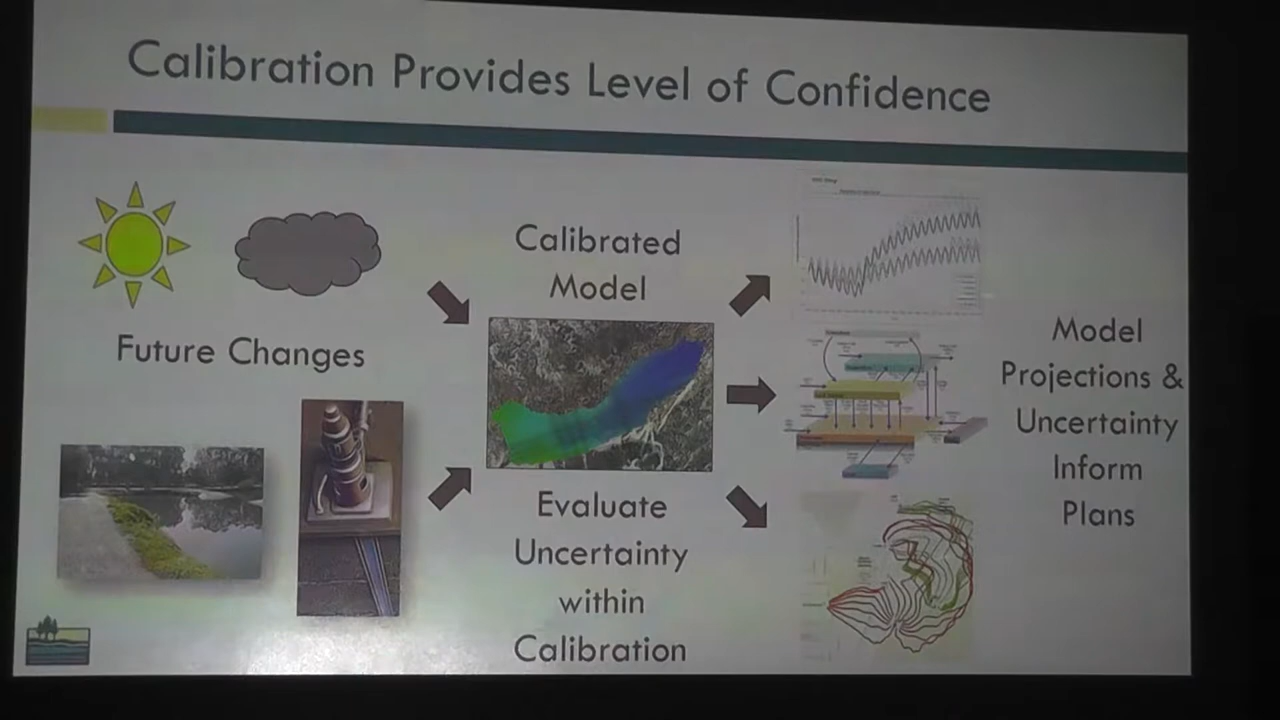 Calibration Provides Level of Confidence
Future Changes
Calibrated
Model
Evaluate
Uncertainty
within
Calibration
Model
Projections &
Uncertainty
Inform
Plans